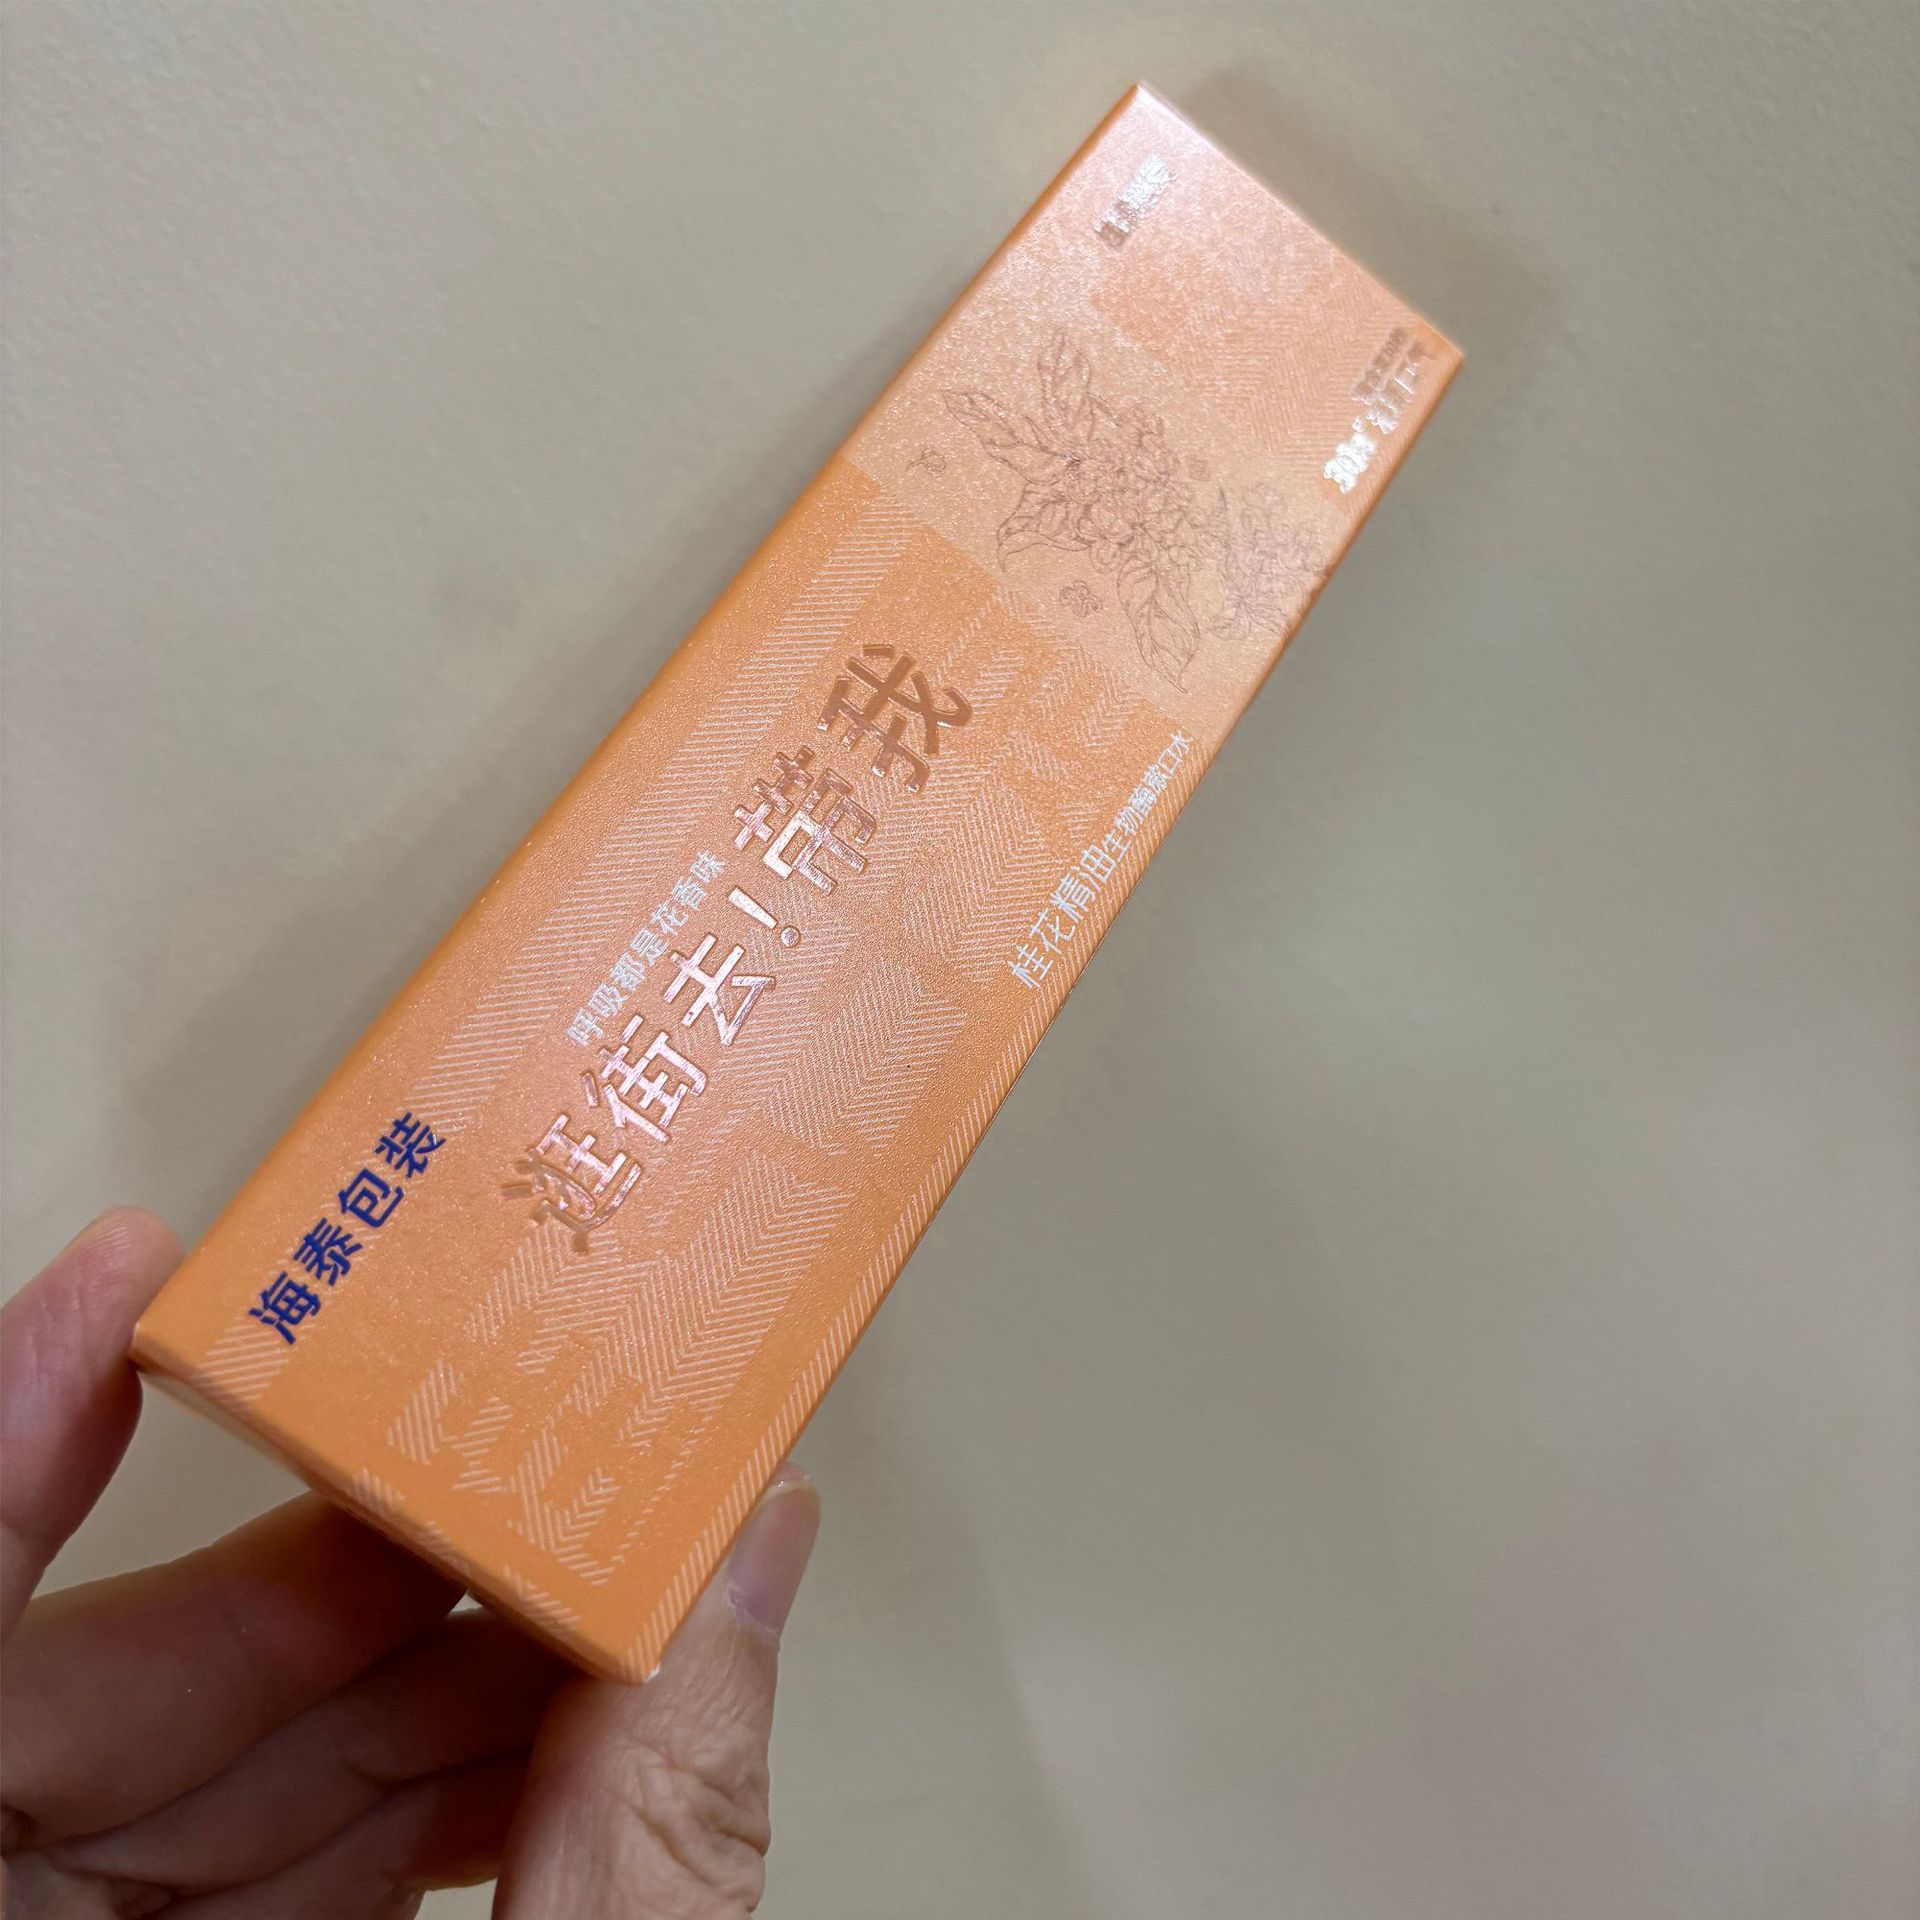 海泰包装
呼吸都是花香味
逛街去!带我
桂花精油生物酶漱口水